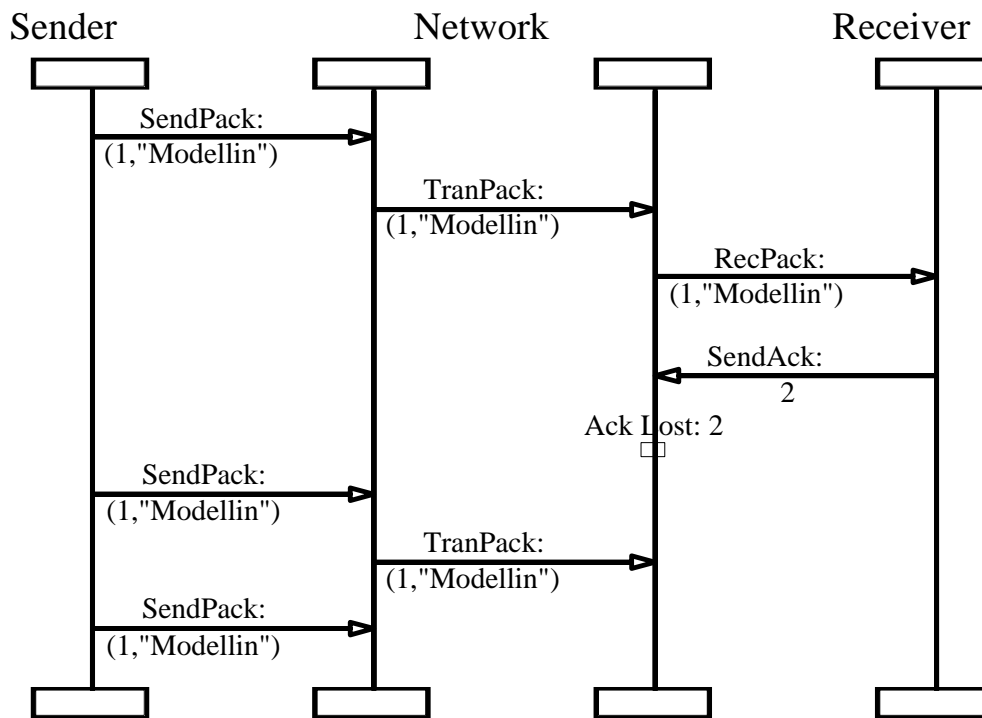 Sender Network Receiver
SendPack:
(1,"Modellin")
TranPack:
(1,"Modellin")
RecPack:
(1,"Modellin")
SendAck:
2
Ack Lost: 2
SendPack:
(1,"Modellin")
TranPack:
(1,"Modellin")
SendPack:
(1,"Modellin")